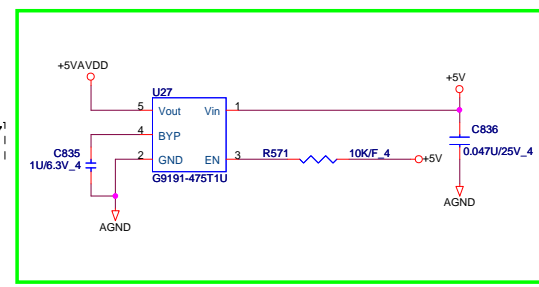 +5VAVDD
+5V
U27
5 Vout Vin 1
4 BYP
2 GND EN 3
G9191-475T1U
C835
1U/6.3V_4
R571 10K/F_4 +5V
C836
0.047U/25V_4
AGND
AGND